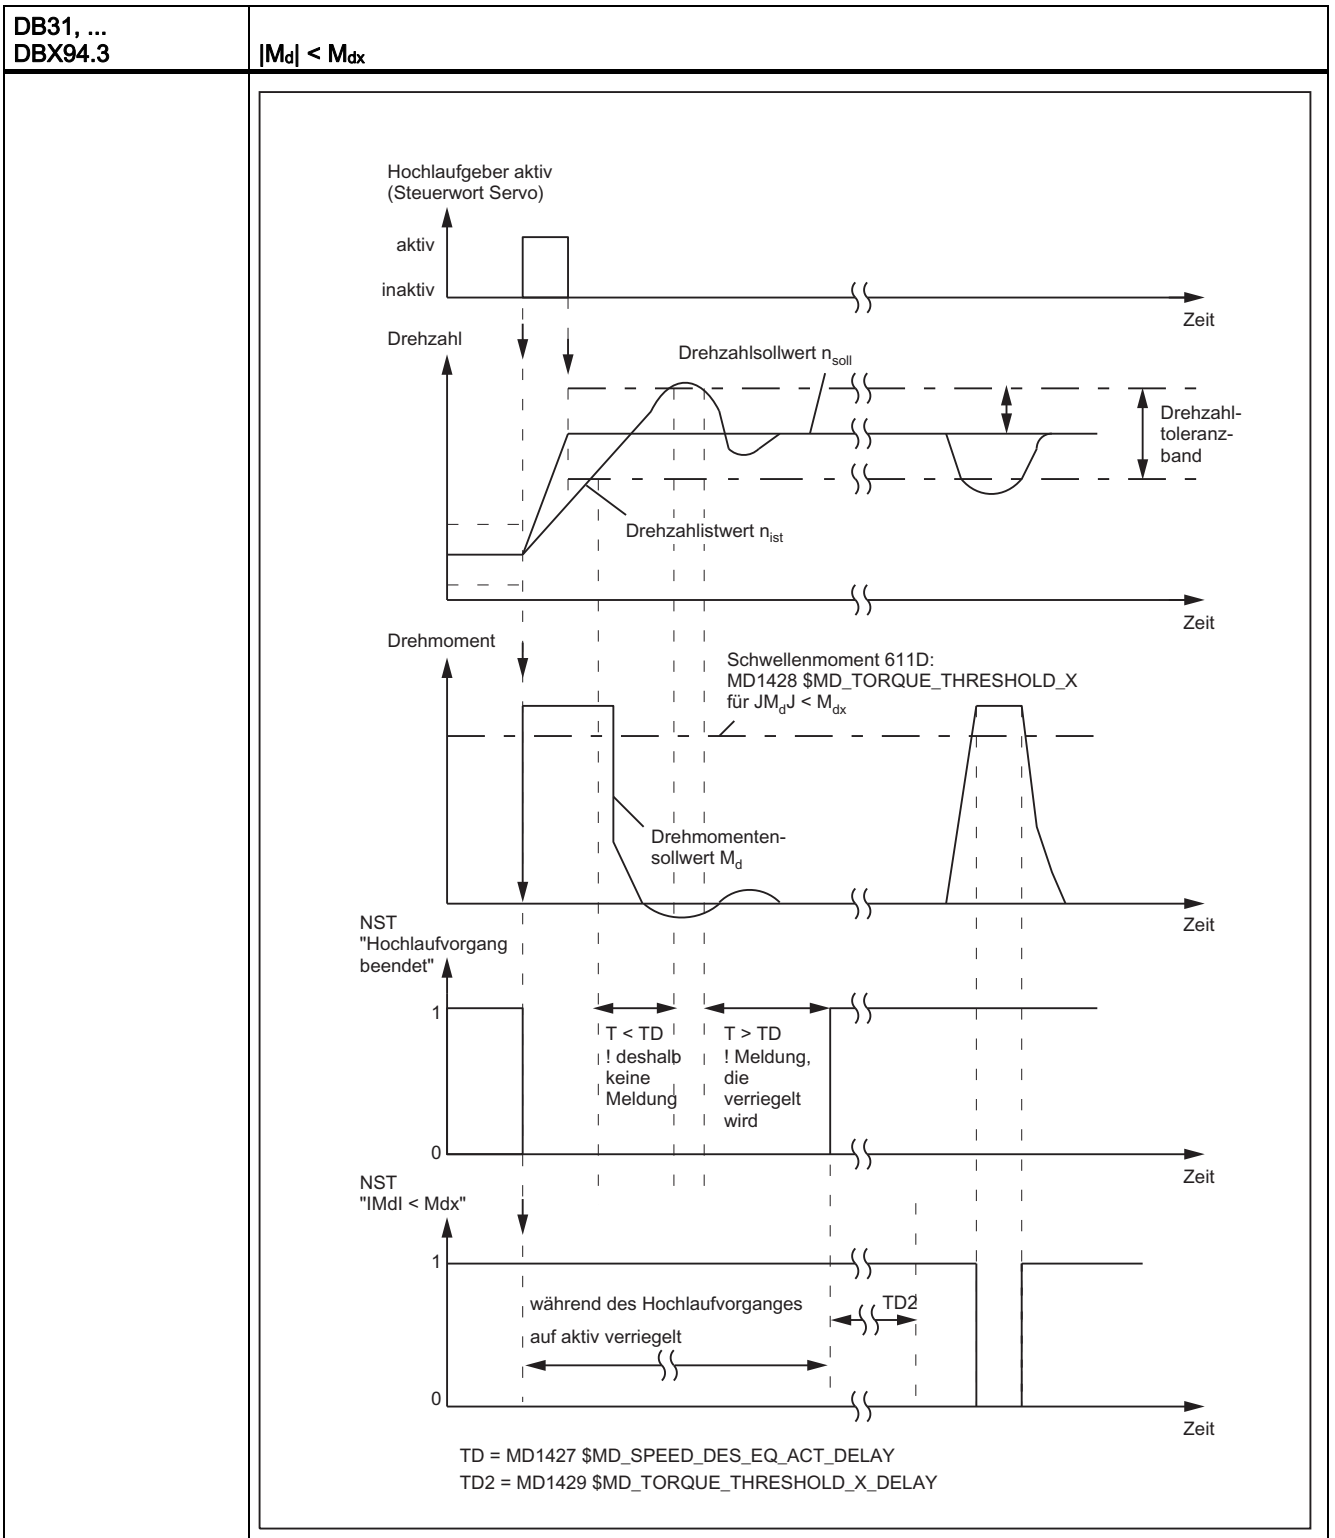 DB31, ...
DBX94.3
|Md| < Mdx
Hochlaufgeber aktiv
(Steuerwort Servo)
aktiv
inaktiv
Zeit
Drehzahl
Drehzahlsollwert nsoll
Drehzahl-
toleranz-
band
Drehzahlistwert nist
Zeit
Drehmoment
Schwellenmoment 611D:
MD1428 $MD_TORQUE_THRESHOLD_X
für JMdJ < Mdx
Drehmomenten-
sollwert Md
Zeit
NST
"Hochlaufvorgang
beendet"
1
T < TD
! deshalb
keine
Meldung
T > TD
! Meldung,
die
verriegelt
wird
0
Zeit
NST
"IMdI < Mdx"
1
während des Hochlaufvorganges
auf aktiv verriegelt
TD2
0
Zeit
TD = MD1427 $MD_SPEED_DES_EQ_ACT_DELAY
TD2 = MD1429 $MD_TORQUE_THRESHOLD_X_DELAY